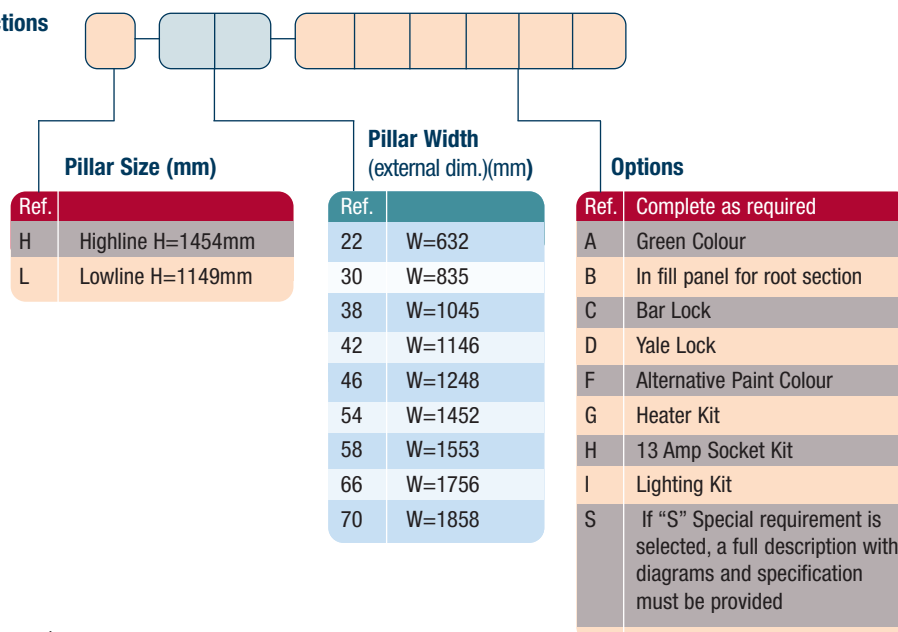 Pillar Size (mm)
Ref.
H Highline H=1454mm
L Lowline H=1149mm
Pillar Width
(external dim.)(mm)
Ref.
22 W=632
30 W=835
38 W=1045
42 W=1146
46 W=1248
54 W=1452
58 W=1553
66 W=1756
70 W=1858
Options
Ref. Complete as required
A Green Colour
B In fill panel for root section
C Bar Lock
D Yale Lock
F Alternative Paint Colour
G Heater Kit
H 13 Amp Socket Kit
I Lighting Kit
S If “S” Special requirement is
selected, a full description with
diagrams and specification
must be provided